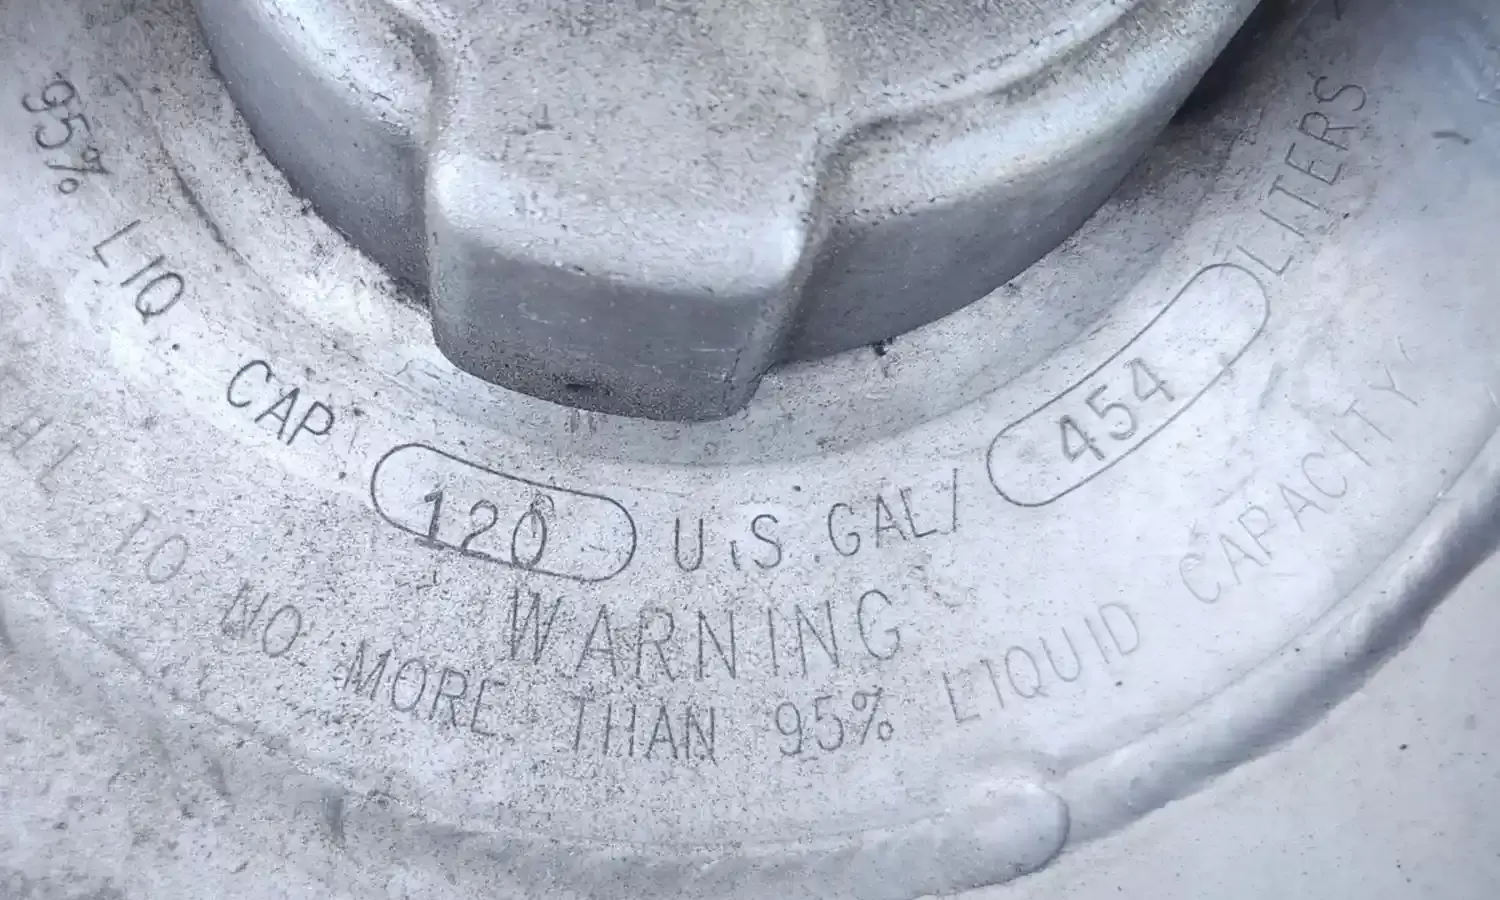 95% LIQ. CAP. 120 U.S. GAL/ 454 LITERS
WARNING
TO NO MORE THAN 95% LIQUID CAPACITY